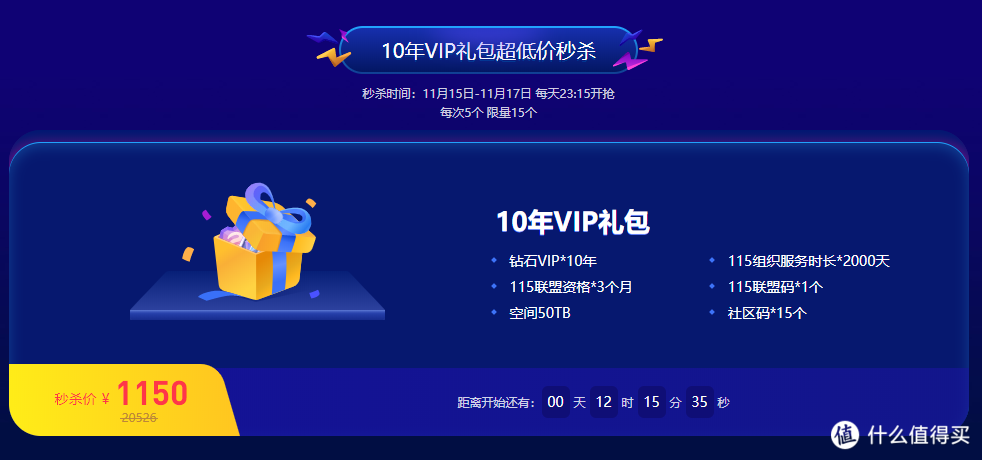 10年VIP礼包超低价秒杀
秒杀时间：11月15日-11月17日 每天23:15开抢
每次5个 限量15个
10年VIP礼包
钻石VIP*10年
115组织服务时长*2000天
115联盟资格*3个月
115联盟码*1个
空间50TB
社区码*15个
秒杀价 ¥ 1150
20526
距离开始还有： 00 天 12 时 15 分 35 秒
值 什么值得买